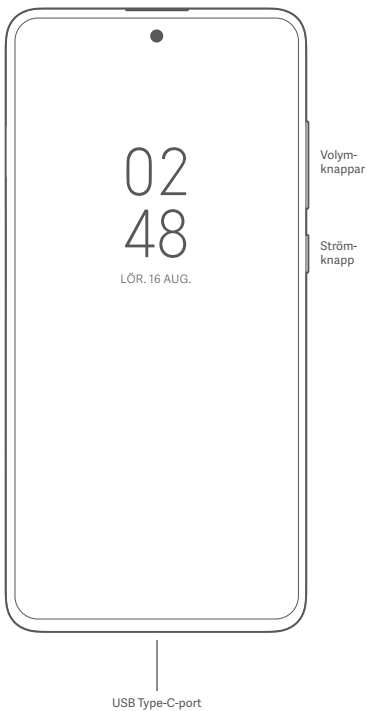 02
48
LÖR. 16 AUG.
Volym-
knappar
Ström-
knapp
USB Type-C-port